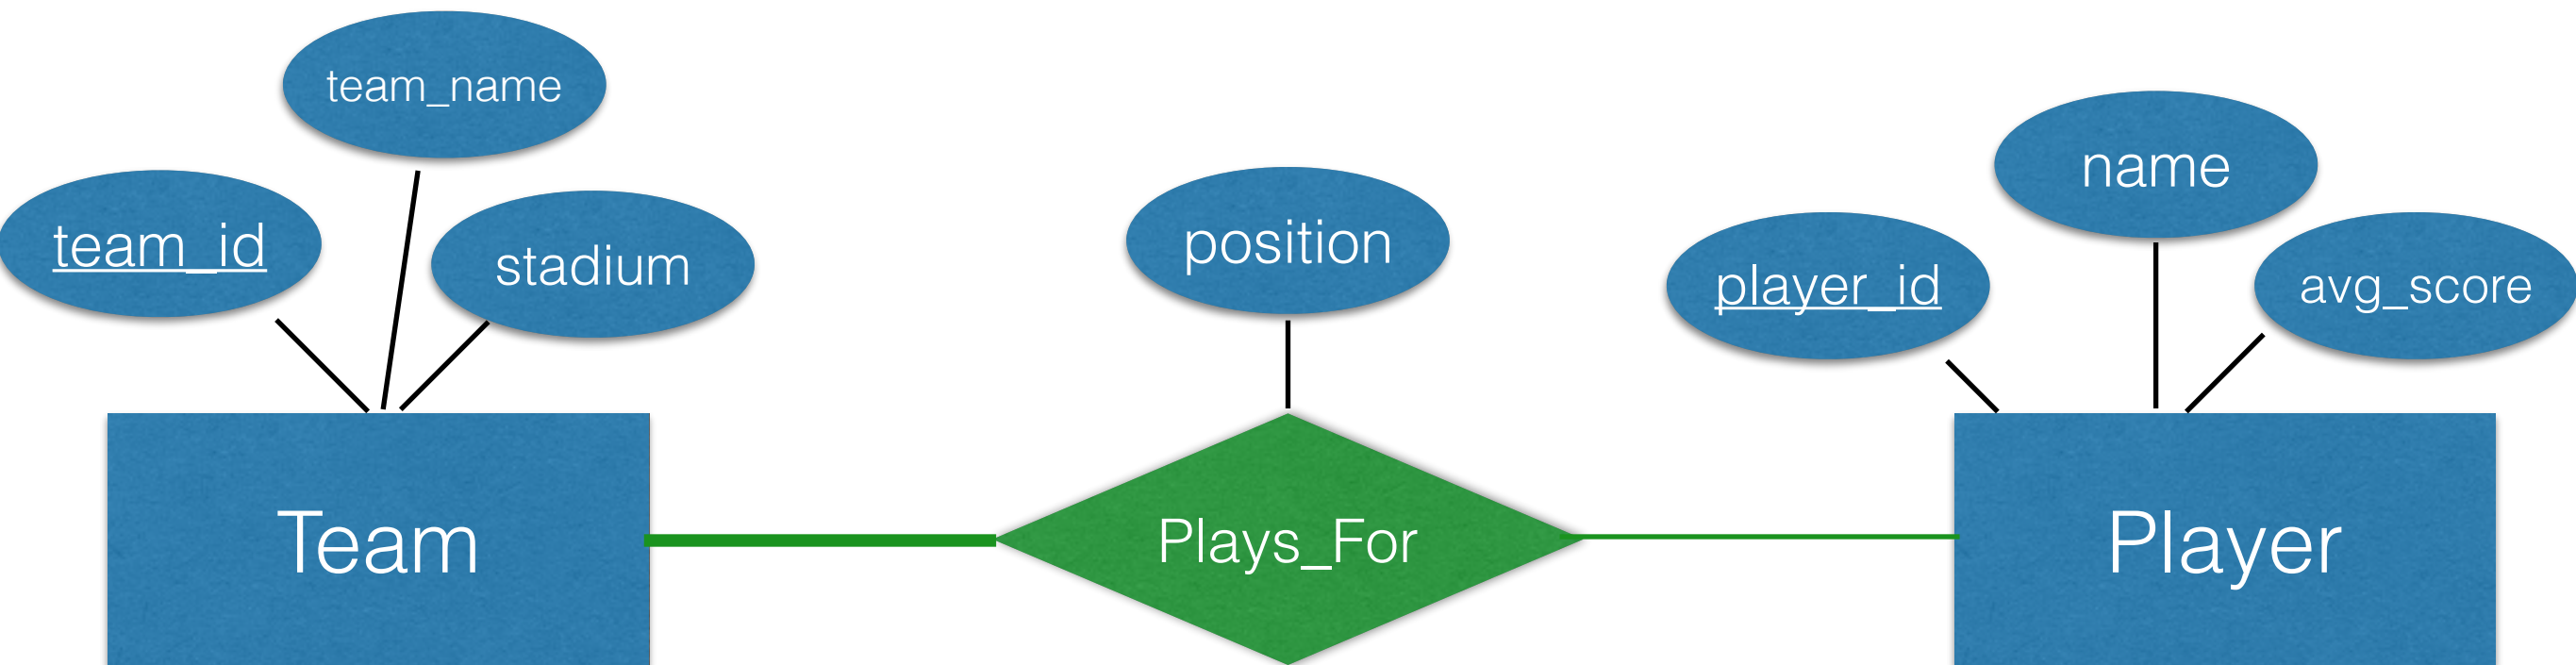 team_name
team_id
stadium
position
name
player_id
avg_score
Team
Plays_For
Player